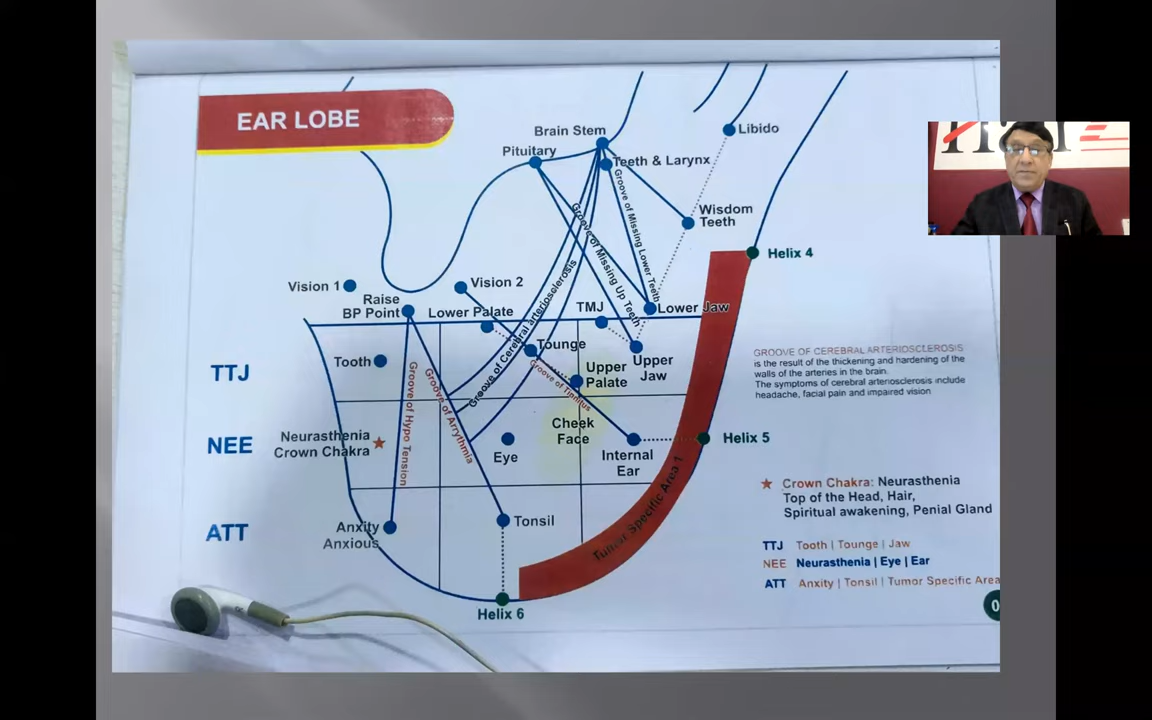 EAR LOBE
Brain Stem
Libido
Pituitary
Teeth & Larynx
Groove of Missing Lower Teeth
Wisdom
Teeth
Groove of Missing Up Teeth
Helix 4
Vision 1
Vision 2
Raise
BP Point
Lower Palate
Groove of Cerebral arteriosclerosis
TMJ
Lower Jaw
Tounge
Upper
Jaw
TTJ
Tooth
Upper
Palate
Groove of Hypo Tension
Groove of Arrythmia
Groove of Tinnitus
GROOVE OF CEREBRAL ARTERIOSCLEROSIS
is the result of the thickening and hardening of the
walls of the arteries in the brain.
The symptoms of cerebral arteriosclerosis include
headache, facial pain and impaired vision
NEE
Neurasthenia
Crown Chakra
Eye
Cheek
Face
Internal
Ear
Helix 5
Tumor Specific Area 1
Crown Chakra: Neurasthenia
Top of the Head, Hair,
Spiritual awakening, Penial Gland
ATT
Anxity
Anxious
Tonsil
Helix 6
TTJ Tooth | Tounge | Jaw
NEE Neurasthenia | Eye | Ear
ATT Anxity | Tonsil | Tumor Specific Area
0